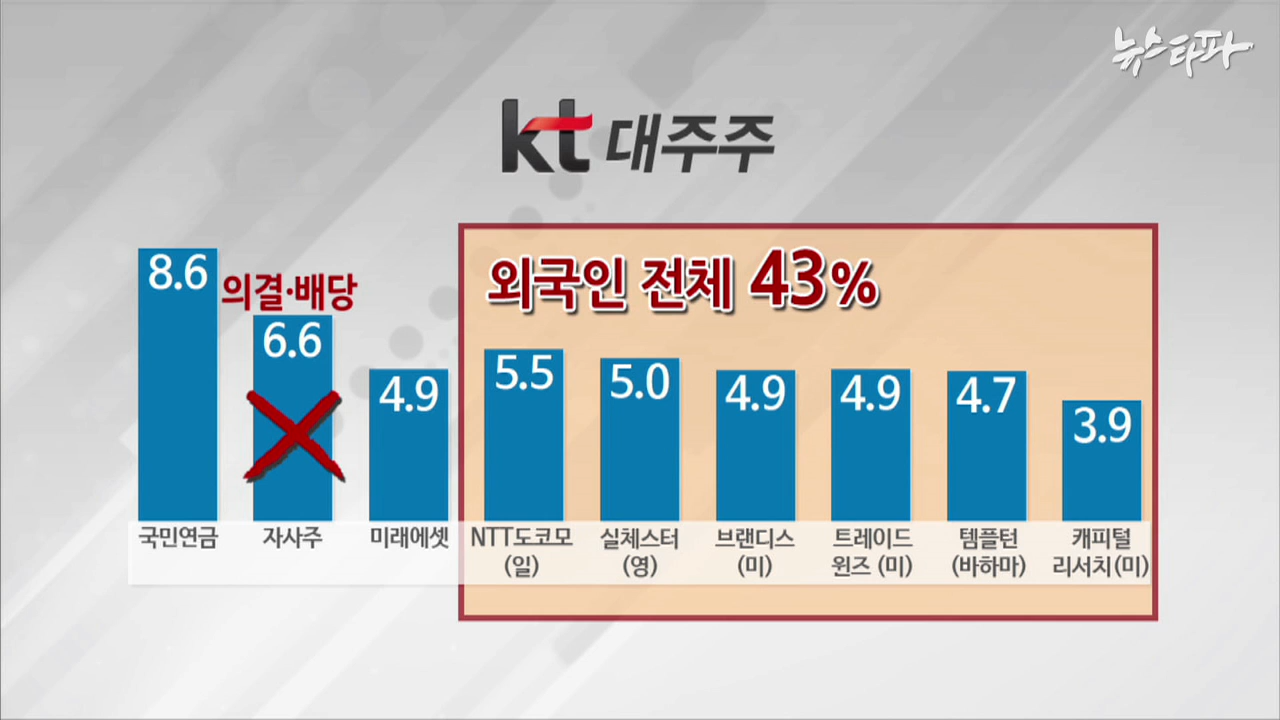 뉴스타파
kt 대주주
외국인 전체 43%
8.6
의결·배당
6.6
4.9
5.5
5.0
4.9
4.9
4.7
3.9
국민연금
자사주
미래에셋
NTT도코모
(일)
실체스터
(영)
브랜디스
(미)
트레이드
윈즈 (미)
템플턴
(바하마)
캐피털
리서치(미)